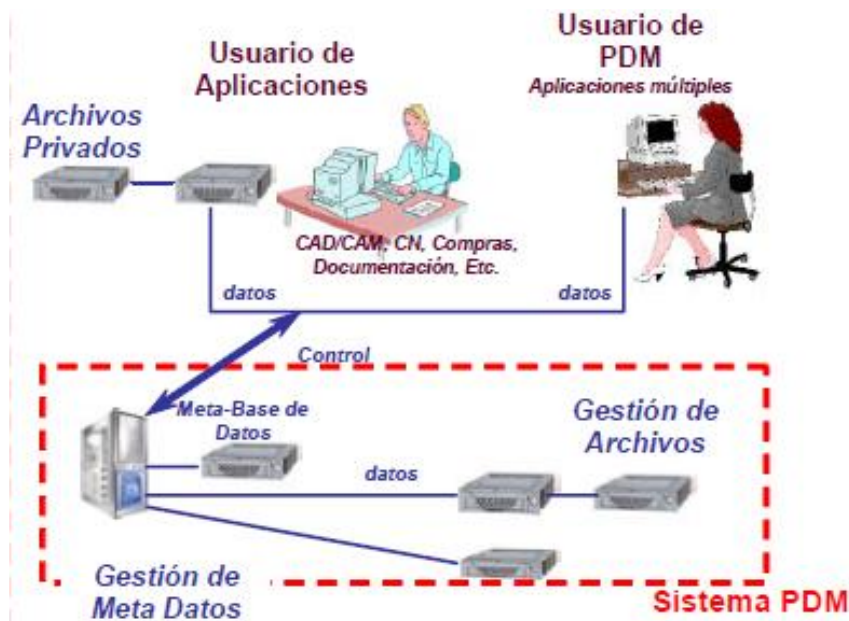 Usuario de
Aplicaciones
Usuario de
PDM
Aplicaciones múltiples
Archivos
Privados
CAD/CAM, CN, Compras,
Documentación, Etc.
datos
datos
Control
Meta-Base de
Datos
Gestión de
Archivos
datos
Gestión de
Meta Datos
Sistema PDM